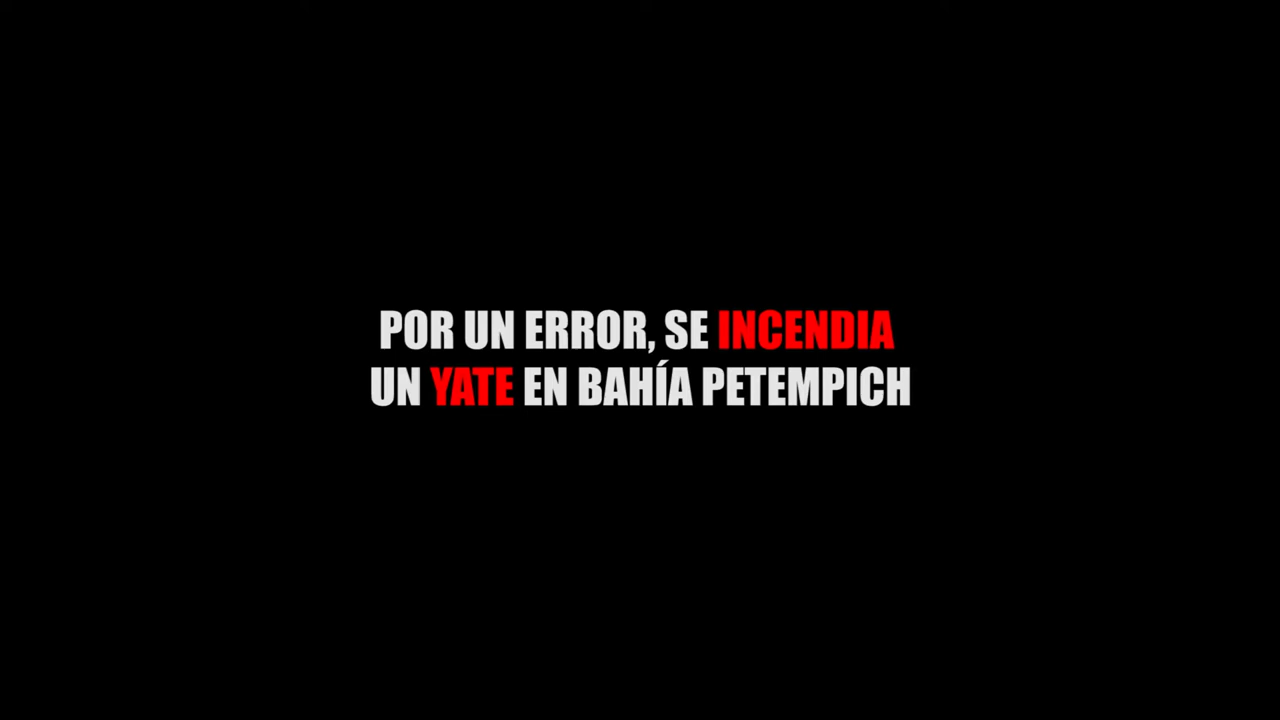 POR UN ERROR, SE INCENDIA
UN YATE EN BAHÍA PETEMPICH